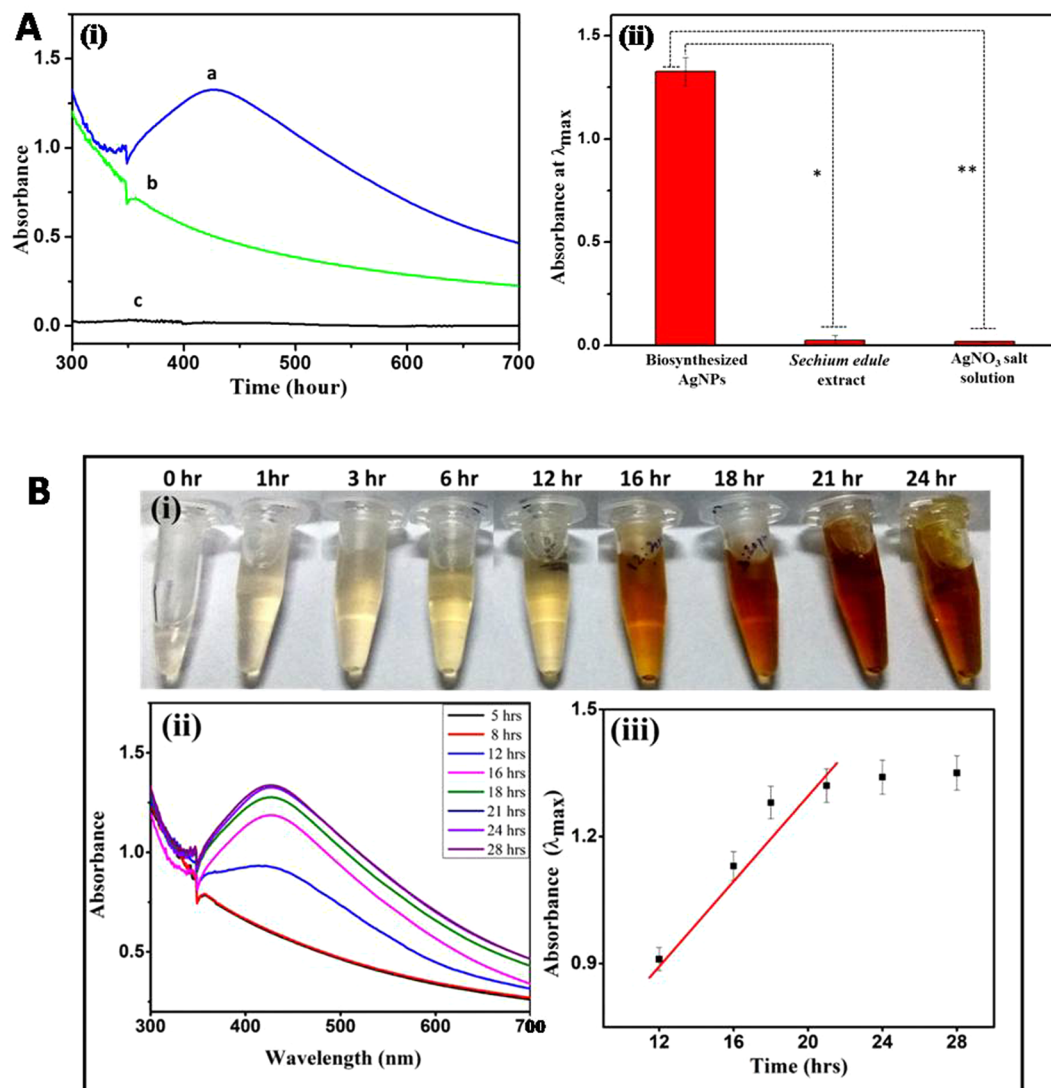 A
(i)
a
b
c
1.5
1.0
0.5
0.0
300
400
500
600
700
Absorbance
Time (hour)
(ii)
1.5
1.0
0.5
0.0
Absorbance at λmax
*
**
Biosynthesized
AgNPs
Sechium edule
extract
AgNO₃ salt
solution
B
0 hr 1hr 3 hr 6 hr 12 hr 16 hr 18 hr 21 hr 24 hr
(i)
(ii)
1.5
1.0
0.5
300
400
500
600
700
Absorbance
Wavelength (nm)
5 hrs
8 hrs
12 hrs
16 hrs
18 hrs
21 hrs
24 hrs
28 hrs
(iii)
1.5
1.2
0.9
12
16
20
24
28
Absorbance (λmax)
Time (hrs)